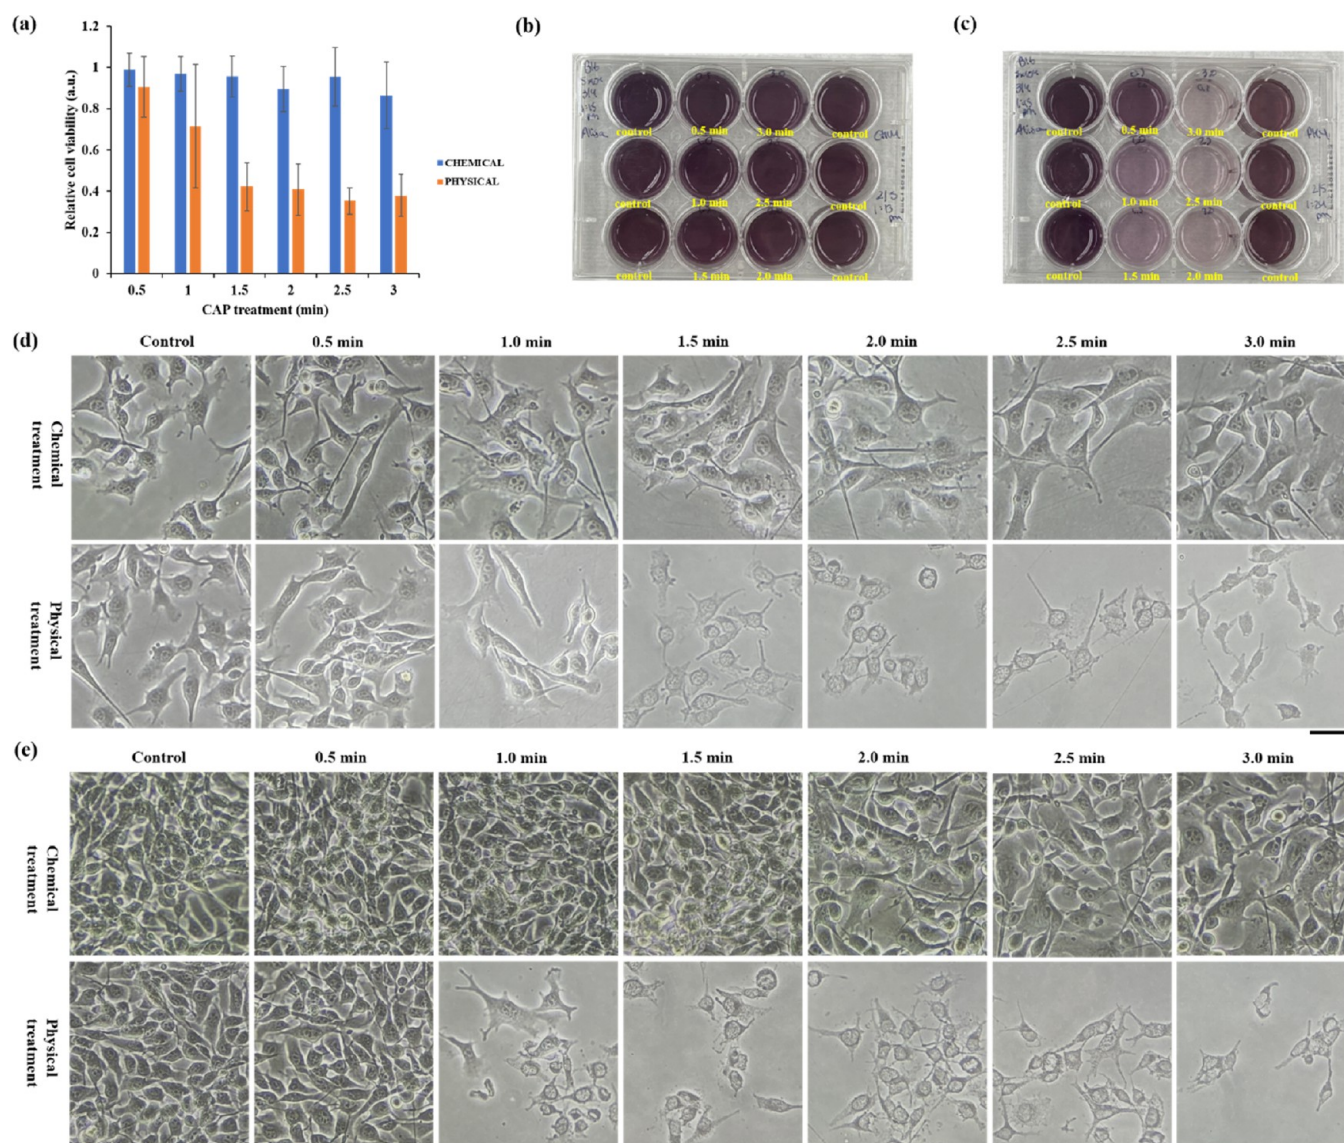 (a)
1.2
1
0.8
0.6
0.4
0.2
0
Relative cell viability (a.u.)
0.5 1 1.5 2 2.5 3
CAP treatment (min)
CHEMICAL
PHYSICAL
(b)
control 0.5 min 3.0 min control
control 1.0 min 2.5 min control
control 1.5 min 2.0 min control
(c)
control 0.5 min 3.0 min control
control 1.0 min 2.5 min control
control 1.5 min 2.0 min control
(d)
Control 0.5 min 1.0 min 1.5 min 2.0 min 2.5 min 3.0 min
Chemical
treatment
Physical
treatment
(e)
Control 0.5 min 1.0 min 1.5 min 2.0 min 2.5 min 3.0 min
Chemical
treatment
Physical
treatment